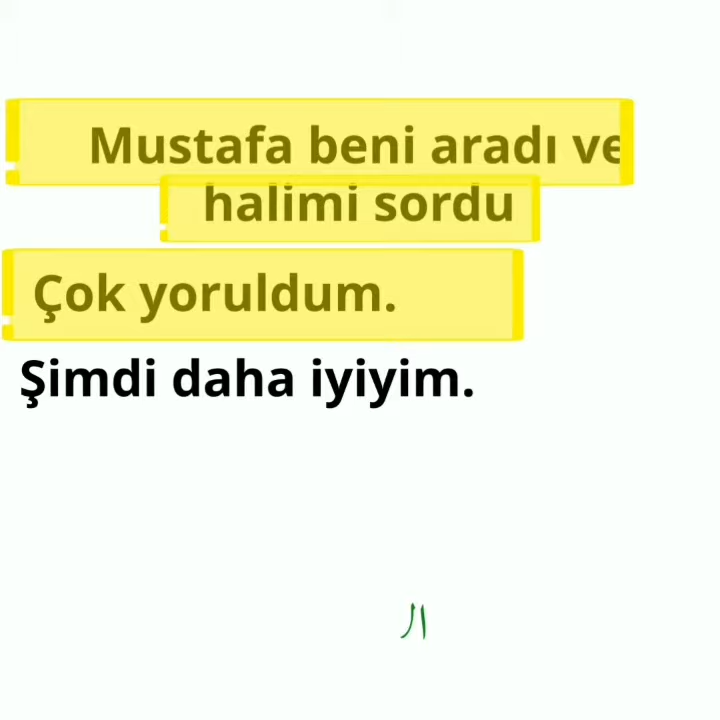 Mustafa beni aradı ve
halimi sordu
Çok yoruldum.
Şimdi daha iyiyim.